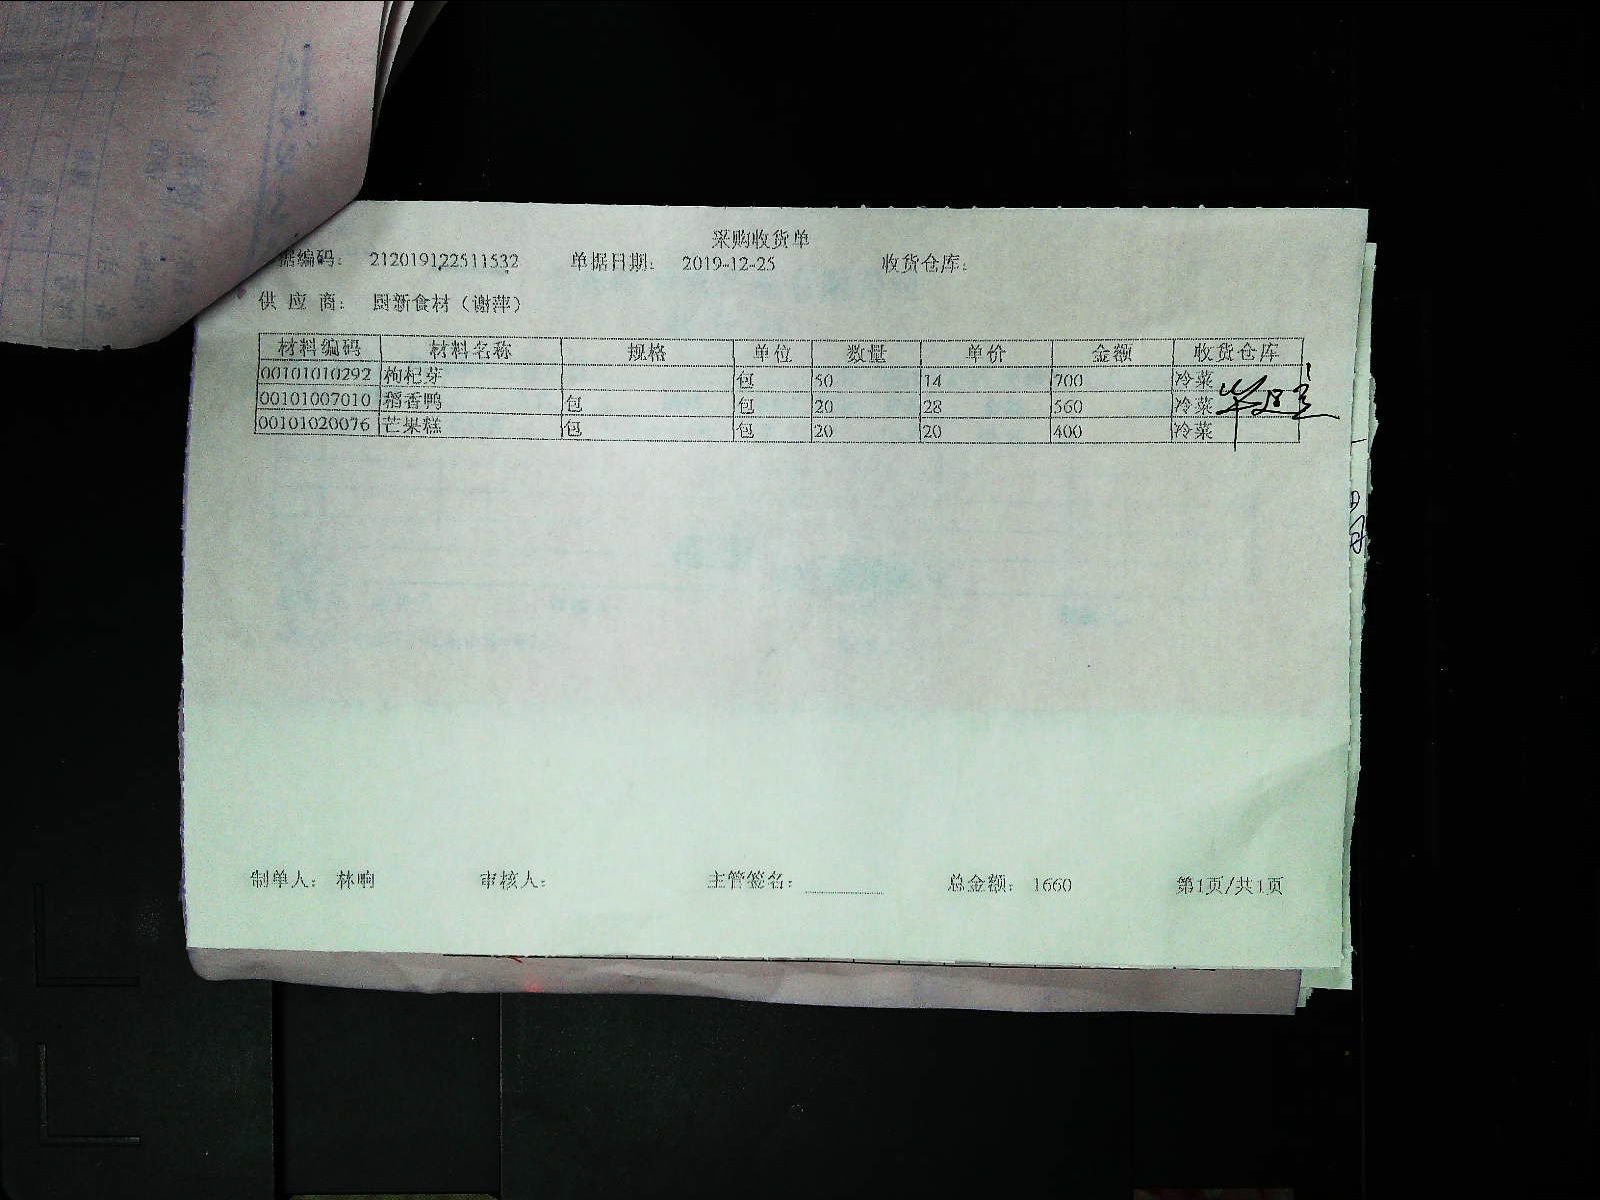 采购收货单
据编码： 212019122511532 单据日期： 2019-12-25 收货仓库：
供 应 商： 厨新食材（谢萍）
材料编码 材料名称 规格 单位 数量 单价 金额 收货仓库
00101010292 枸杞芽 包 50 14 700 冷菜
00101007010 稻香鸭 包 包 20 28 560 冷菜
00101020076 芒果糕 包 包 20 20 400 冷菜
制单人： 林响 审核人： 主管签名： 总金额： 1660 第1页/共1页